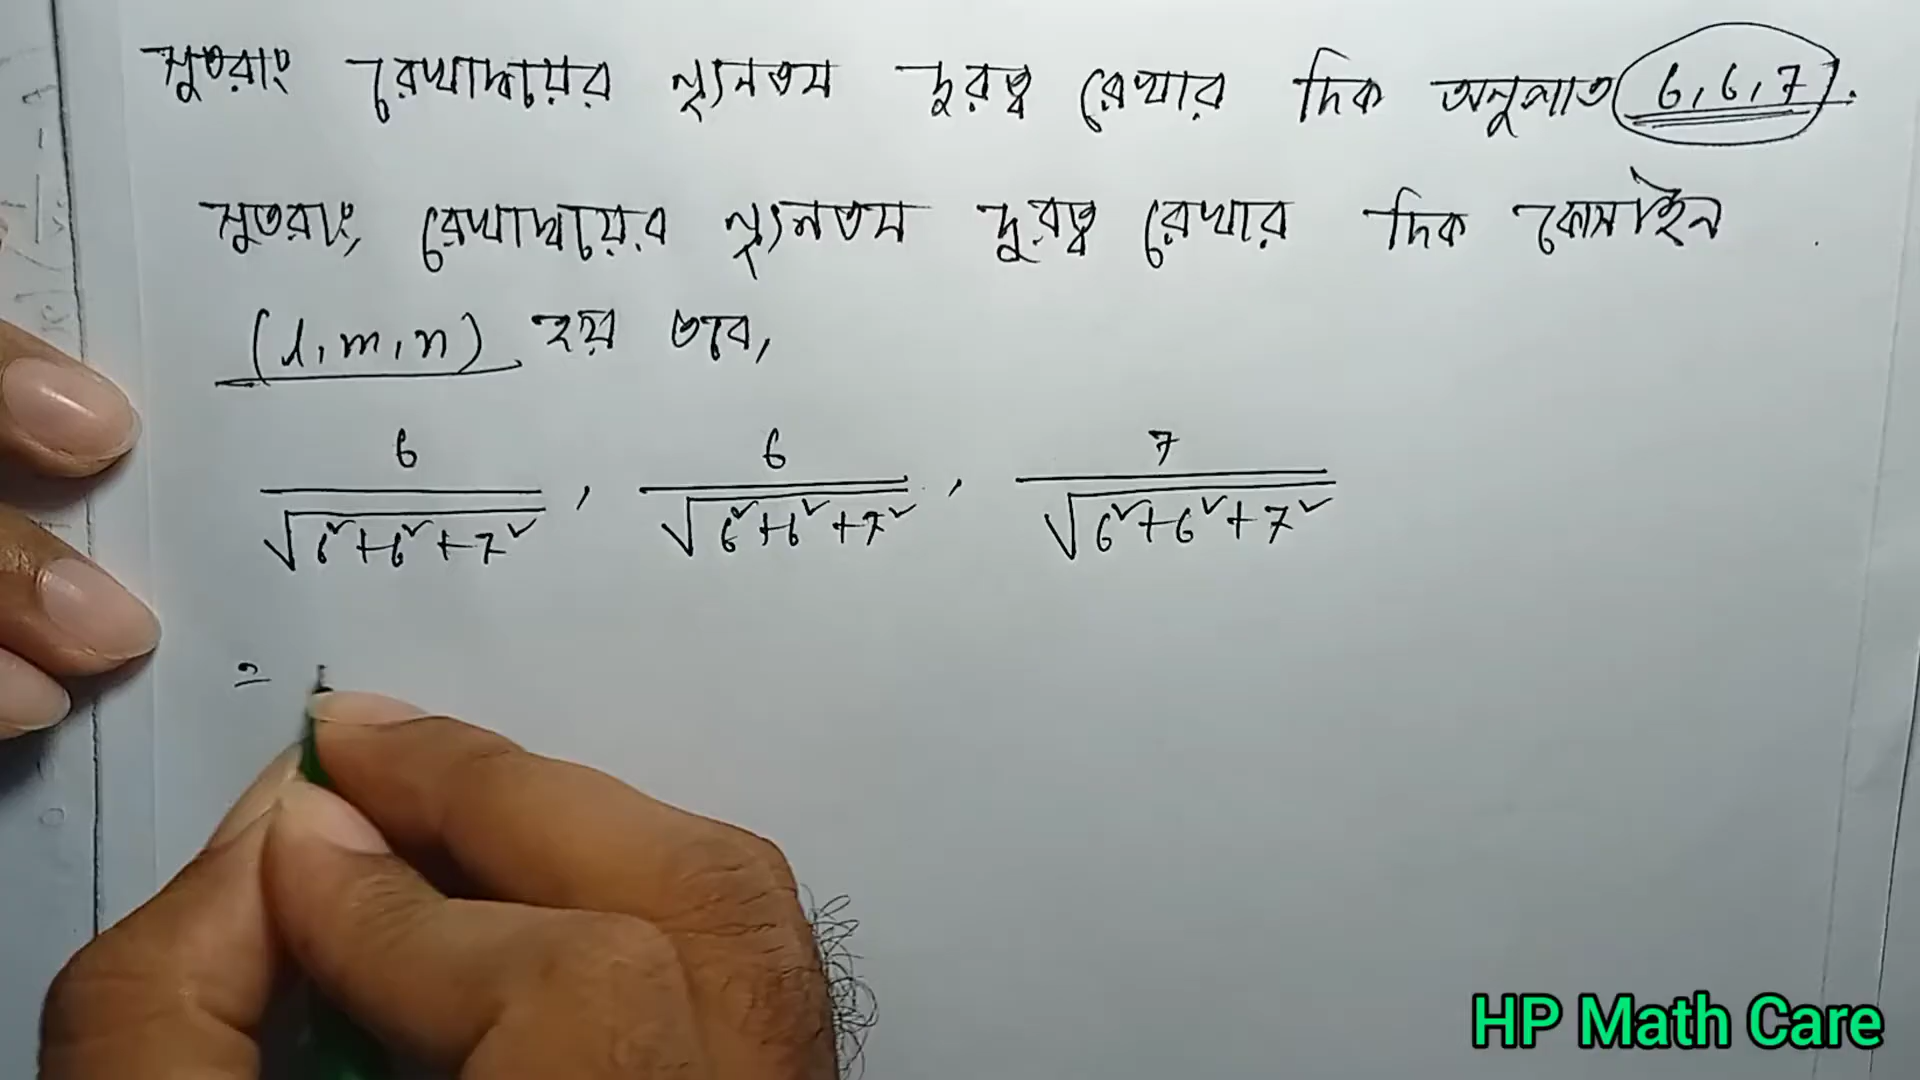 সুতরাং রেখাদ্বয়ের ন্যূনতম দূরত্ব রেখার দিক অনুপাত (6, 6, 7).
সুতরাং, রেখাদ্বয়ের ন্যূনতম দূরত্ব রেখার দিক কোসাইন
(l, m, n) হয় তবে,
6/√(6²+6²+7²) , 6/√(6²+6²+7²) , 7/√(6²+6²+7²)
=
HP Math Care